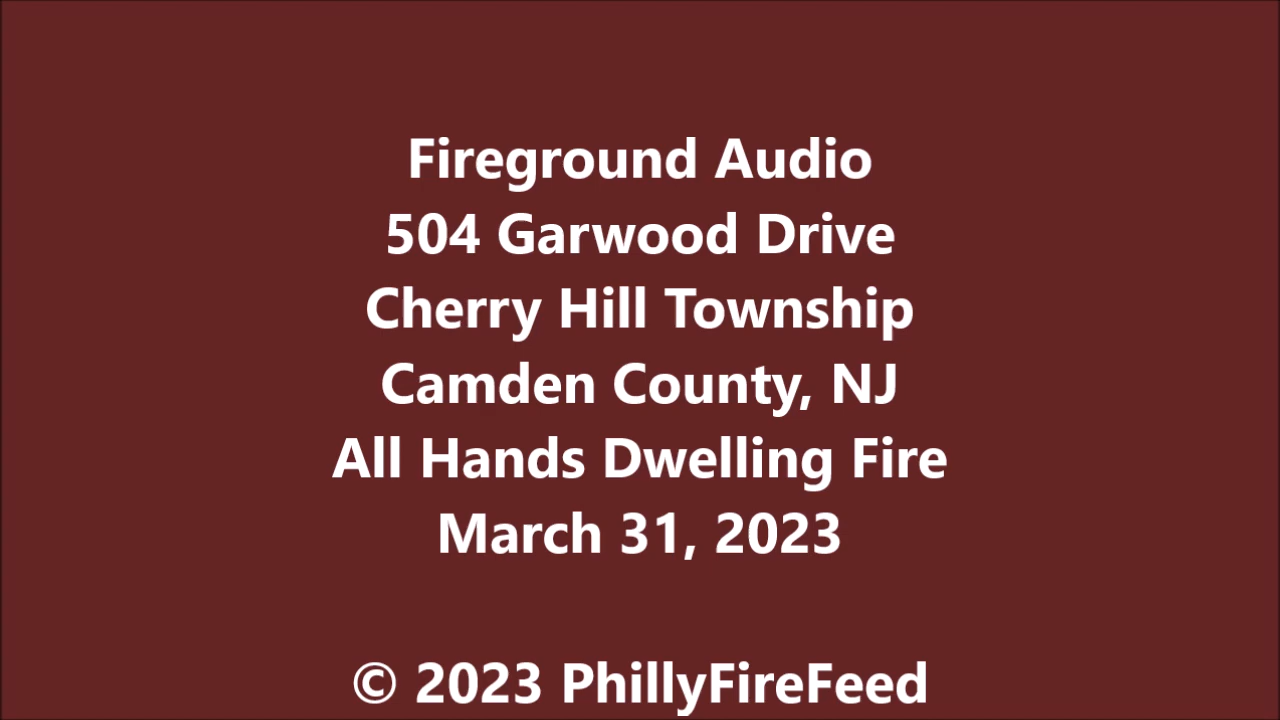 Fireground Audio
504 Garwood Drive
Cherry Hill Township
Camden County, NJ
All Hands Dwelling Fire
March 31, 2023
© 2023 PhillyFireFeed